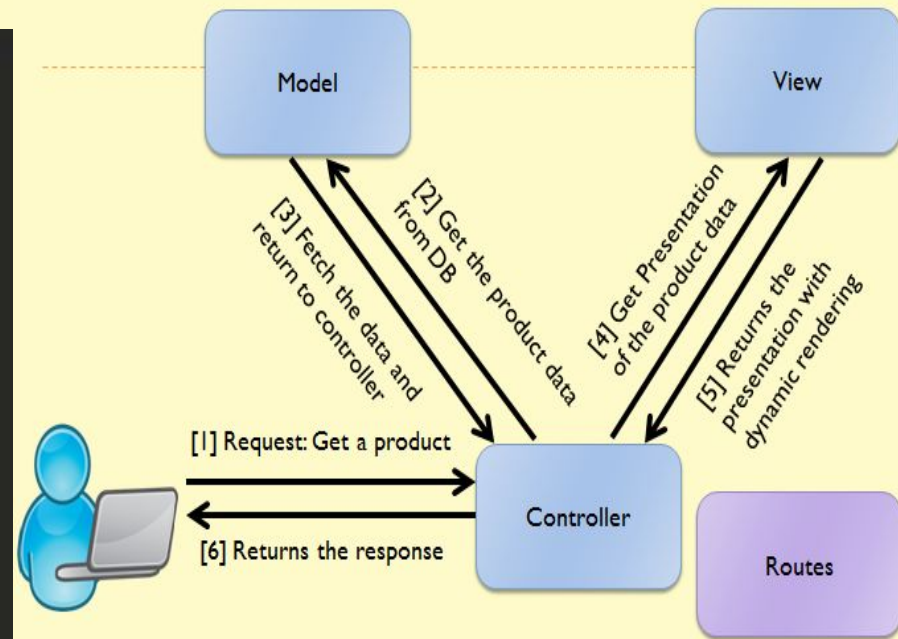 Model
View
[2] Get the product data
from DB
[3] Fetch the data and
return to controller
[4] Get Presentation
of the product data
[5] Returns the
presentation with
dynamic rendering
[1] Request: Get a product
Controller
[6] Returns the response
Routes